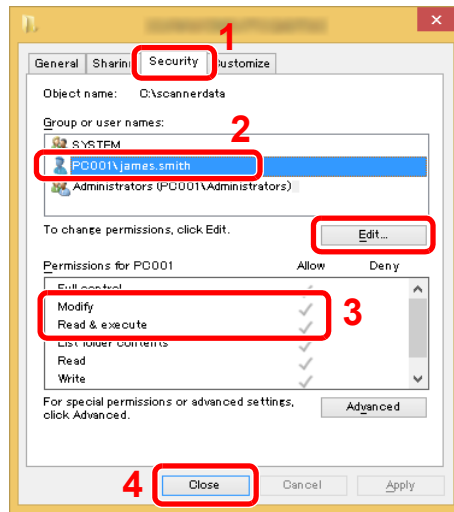 1
General Sharing Security Customize
Object name: C:\scannerdata
Group or user names:
2
SYSTEM
PC001\james.smith
Administrators (PC001\Administrators)
To change permissions, click Edit.
Edit...
Permissions for PC001 Allow Deny
Full control
Modify
Read & execute
3
List folder contents
Read
Write
For special permissions or advanced settings,
click Advanced.
Advanced
4
Close Cancel Apply